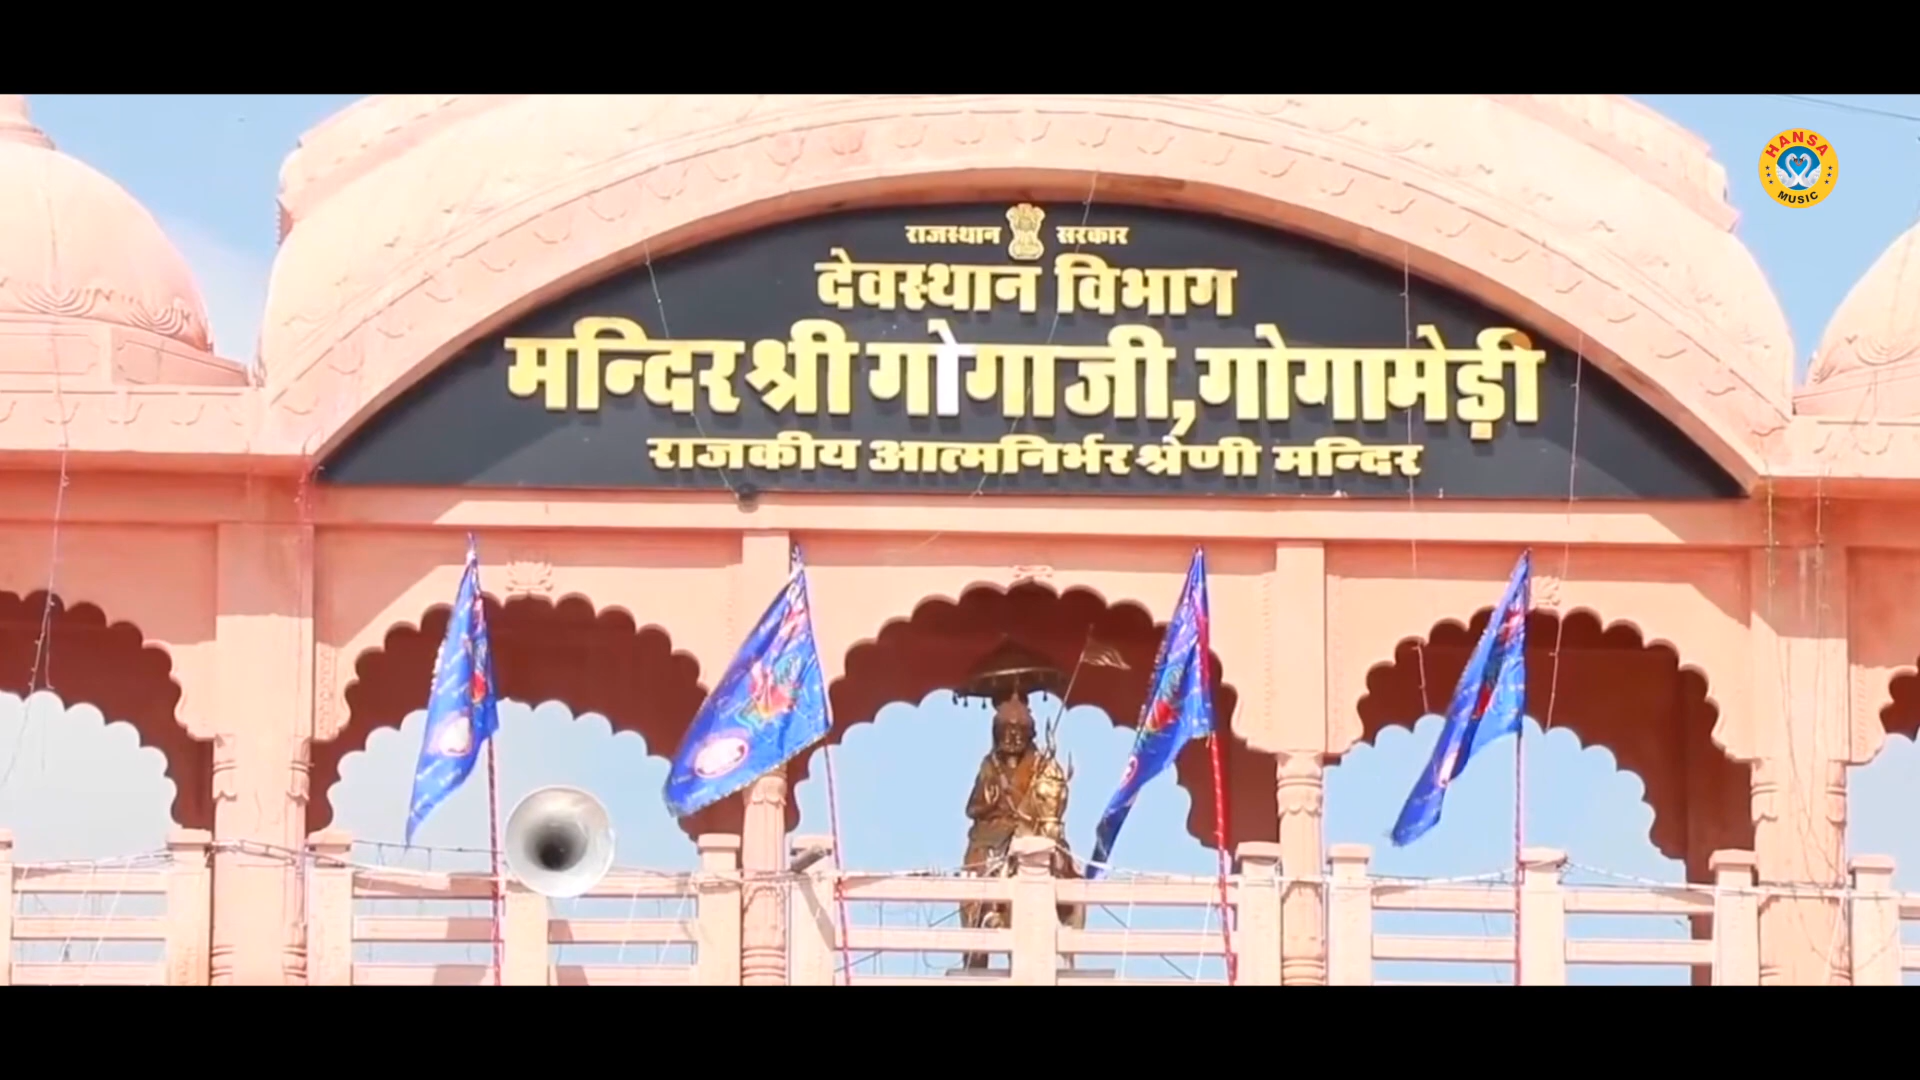 राजस्थान सरकार
देवस्थान विभाग
मन्दिर श्री गोगाजी, गोगामेड़ी
राजकीय आत्मनिर्भर श्रेणी मन्दिर
HANSA
MUSIC